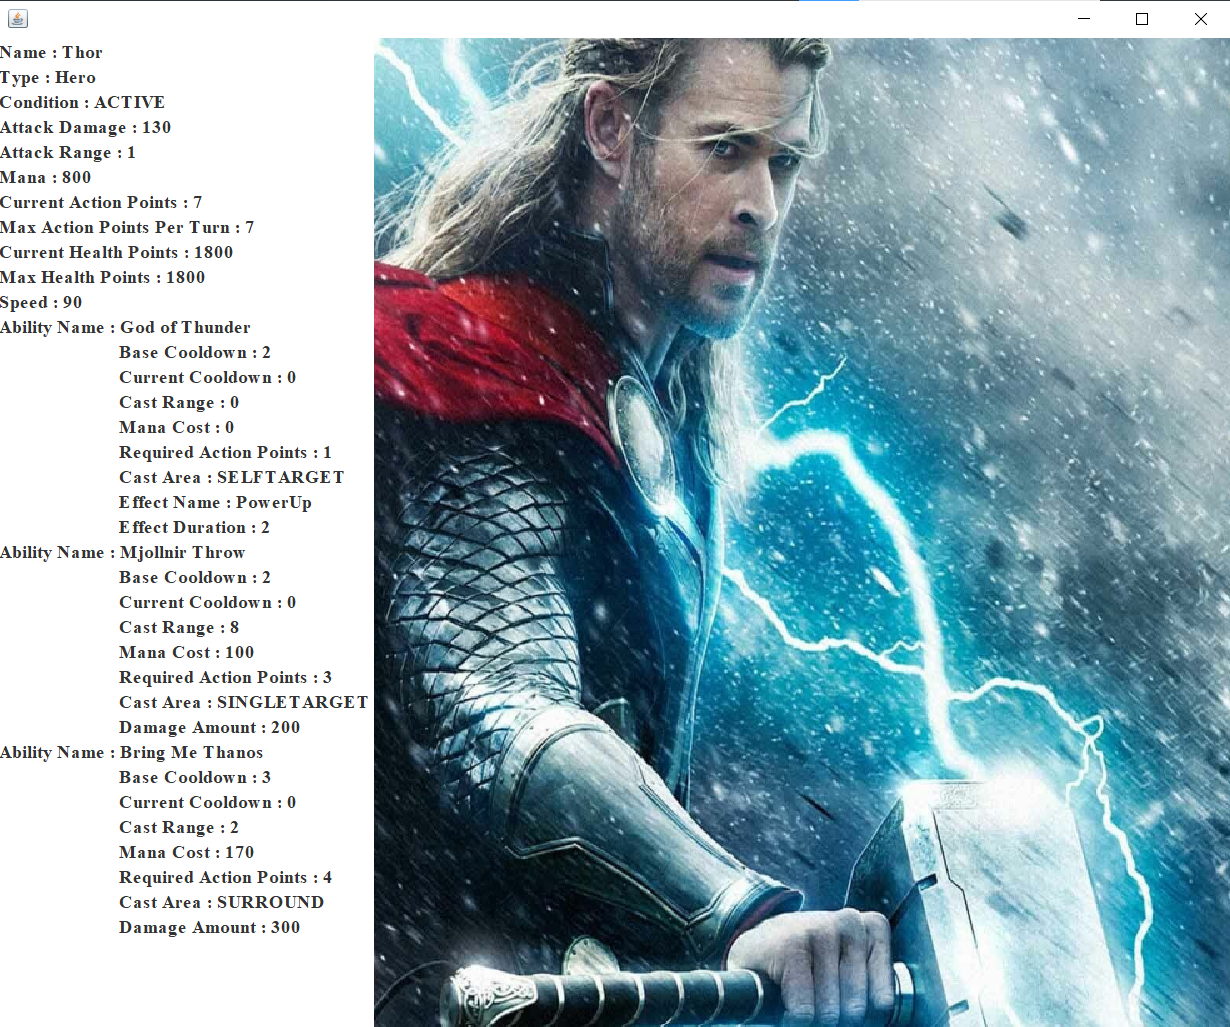 Name : Thor
Type : Hero
Condition : ACTIVE
Attack Damage : 130
Attack Range : 1
Mana : 800
Current Action Points : 7
Max Action Points Per Turn : 7
Current Health Points : 1800
Max Health Points : 1800
Speed : 90
Ability Name : God of Thunder
Base Cooldown : 2
Current Cooldown : 0
Cast Range : 0
Mana Cost : 0
Required Action Points : 1
Cast Area : SELFTARGET
Effect Name : PowerUp
Effect Duration : 2
Ability Name : Mjollnir Throw
Base Cooldown : 2
Current Cooldown : 0
Cast Range : 8
Mana Cost : 100
Required Action Points : 3
Cast Area : SINGLETARGET
Damage Amount : 200
Ability Name : Bring Me Thanos
Base Cooldown : 3
Current Cooldown : 0
Cast Range : 2
Mana Cost : 170
Required Action Points : 4
Cast Area : SURROUND
Damage Amount : 300